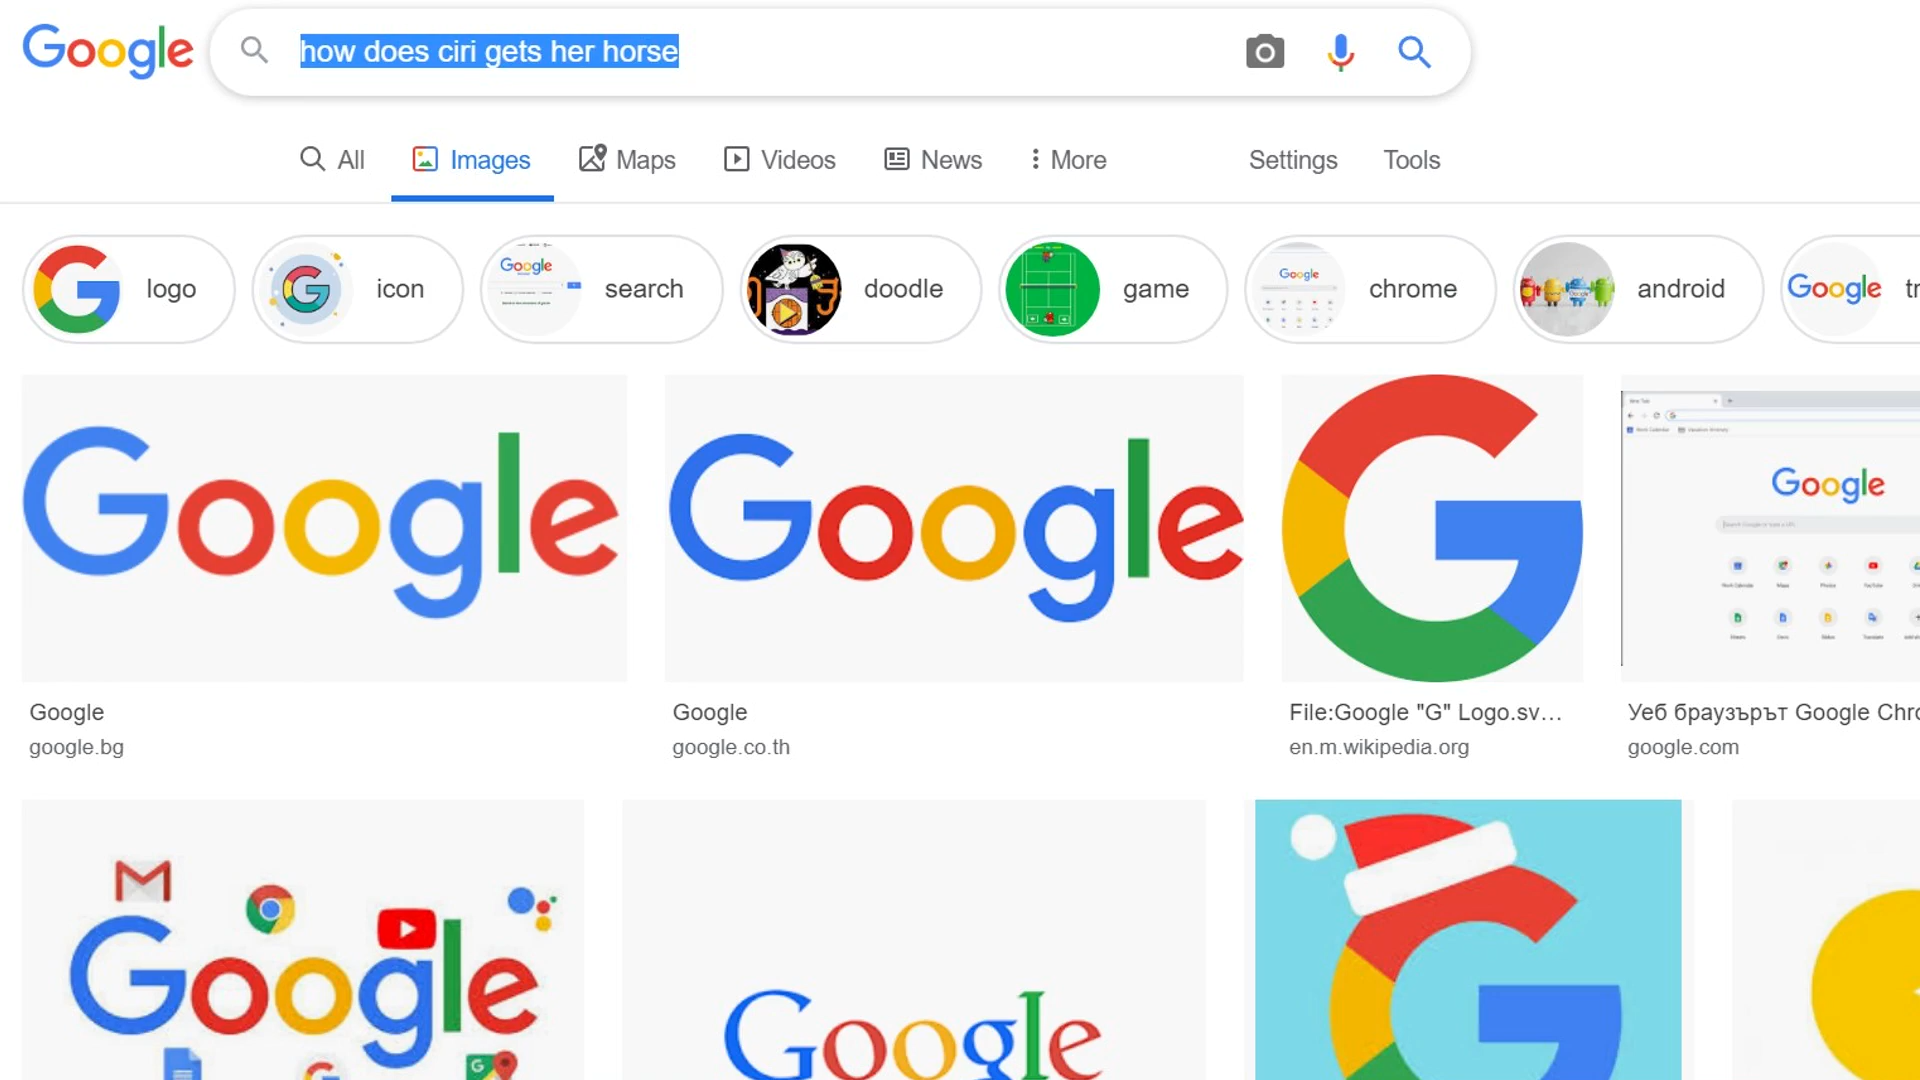 Google how does ciri gets her horse
All Images Maps Videos News More Settings Tools
logo icon search doodle game chrome android Google
Google Google G Google
Google Google File:Google "G" Logo.sv... Уеб браузърът Google Chro
google.bg google.co.th en.m.wikipedia.org google.com
Google Google